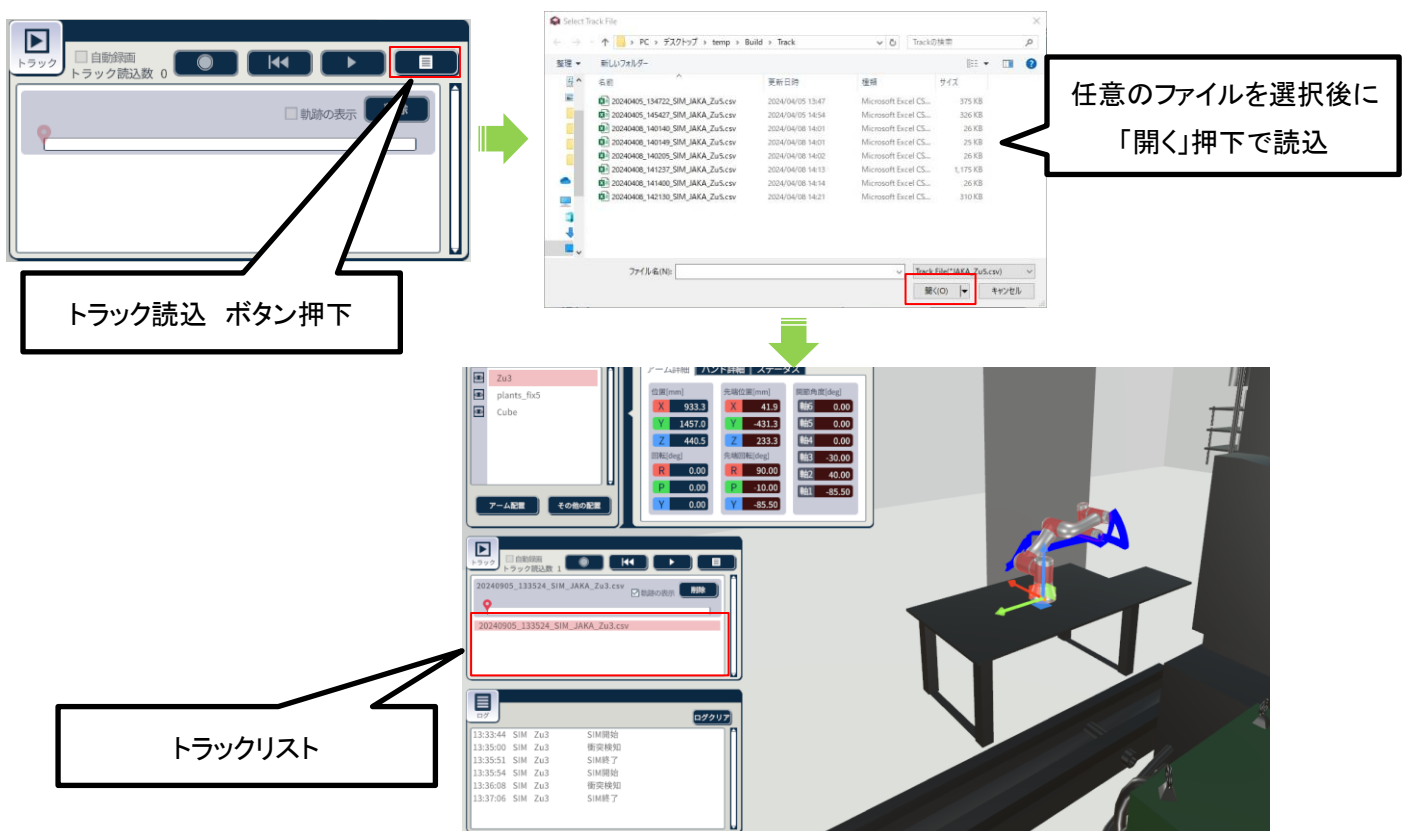 トラック
自動録画
トラック読込数 0
軌跡の表示
トラック読込 ボタン押下
Select Track File
PC › デスクトップ › temp › Build › Track
Trackの検索
整理
新しいフォルダー
名前 更新日時 種類 サイズ
20240405_134722_SIM_JAKA_Zu5.csv 2024/04/05 13:47 Microsoft Excel CS... 375 KB
20240405_145427_SIM_JAKA_Zu5.csv 2024/04/05 14:54 Microsoft Excel CS... 326 KB
20240408_140140_SIM_JAKA_Zu5.csv 2024/04/08 14:01 Microsoft Excel CS... 26 KB
20240408_140149_SIM_JAKA_Zu5.csv 2024/04/08 14:01 Microsoft Excel CS... 25 KB
20240408_140205_SIM_JAKA_Zu5.csv 2024/04/08 14:02 Microsoft Excel CS... 26 KB
20240408_141237_SIM_JAKA_Zu5.csv 2024/04/08 14:13 Microsoft Excel CS... 1,175 KB
20240408_141400_SIM_JAKA_Zu5.csv 2024/04/08 14:14 Microsoft Excel CS... 26 KB
20240408_142130_SIM_JAKA_Zu5.csv 2024/04/08 14:21 Microsoft Excel CS... 310 KB
ファイル名(N):
Track File(*JAKA_Zu5.csv)
開く(O)
キャンセル
任意のファイルを選択後に
「開く」押下で読込
Zu3
plants_fix5
Cube
アーム配置
その他の配置
アーム詳細 ハンド詳細 ステータス
位置[mm] 先端位置[mm] 関節角度[deg]
X 933.3 X 41.9 軸6 0.00
Y 1457.0 Y -431.3 軸5 0.00
Z 440.5 Z 233.3 軸4 0.00
回転[deg] 先端回転[deg] 軸3 -30.00
R 0.00 R 90.00 軸2 40.00
P 0.00 P -10.00 軸1 -85.50
Y 0.00 Y -85.50
トラック
自動録画
トラック読込数 1
20240905_133524_SIM_JAKA_Zu3.csv
軌跡の表示
削除
20240905_133524_SIM_JAKA_Zu3.csv
トラックリスト
ログ
ログクリア
13:33:44 SIM Zu3 SIM開始
13:35:00 SIM Zu3 衝突検知
13:35:51 SIM Zu3 SIM終了
13:35:54 SIM Zu3 SIM開始
13:36:08 SIM Zu3 衝突検知
13:37:06 SIM Zu3 SIM終了